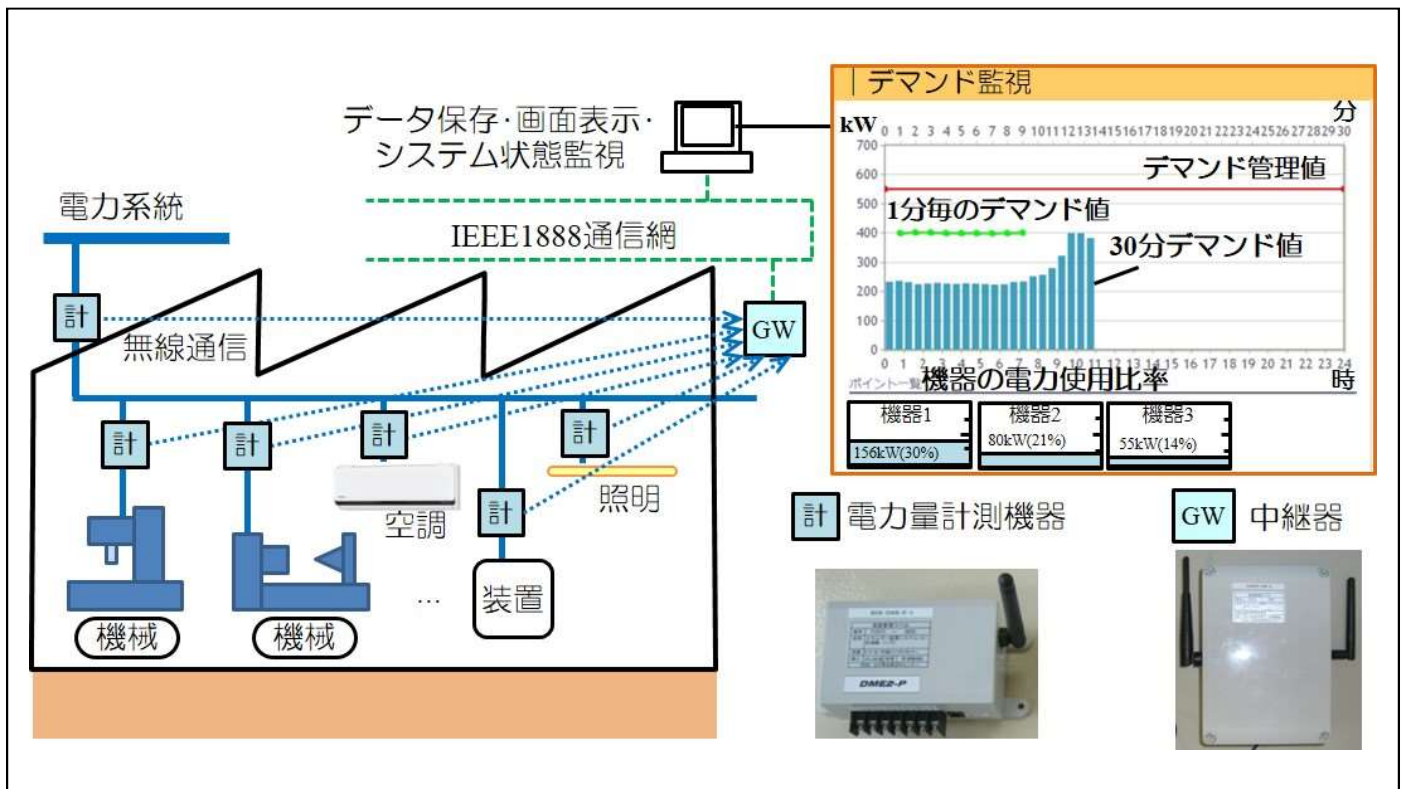 データ保存･画面表示･
システム状態監視
電力系統
IEEE1888通信網
計
無線通信
GW
計
計
計
計
計
空調
照明
…
装置
機械
機械
｜デマンド監視
kW
分
0 1 2 3 4 5 6 7 8 9 10 11 12 13 14 15 16 17 18 19 20 21 22 23 24 25 26 27 28 29 30
700
600
500
400
300
200
100
0
デマンド管理値
1分毎のデマンド値
30分デマンド値
0 1 2 3 4 5 6 7 8 9 10 11 12 13 14 15 16 17 18 19 20 21 22 23 24
時
ポイント一覧
機器の電力使用比率
機器1
156kW(30%)
機器2
80kW(21%)
機器3
55kW(14%)
計 電力量計測機器
GW 中継器
DME2-P